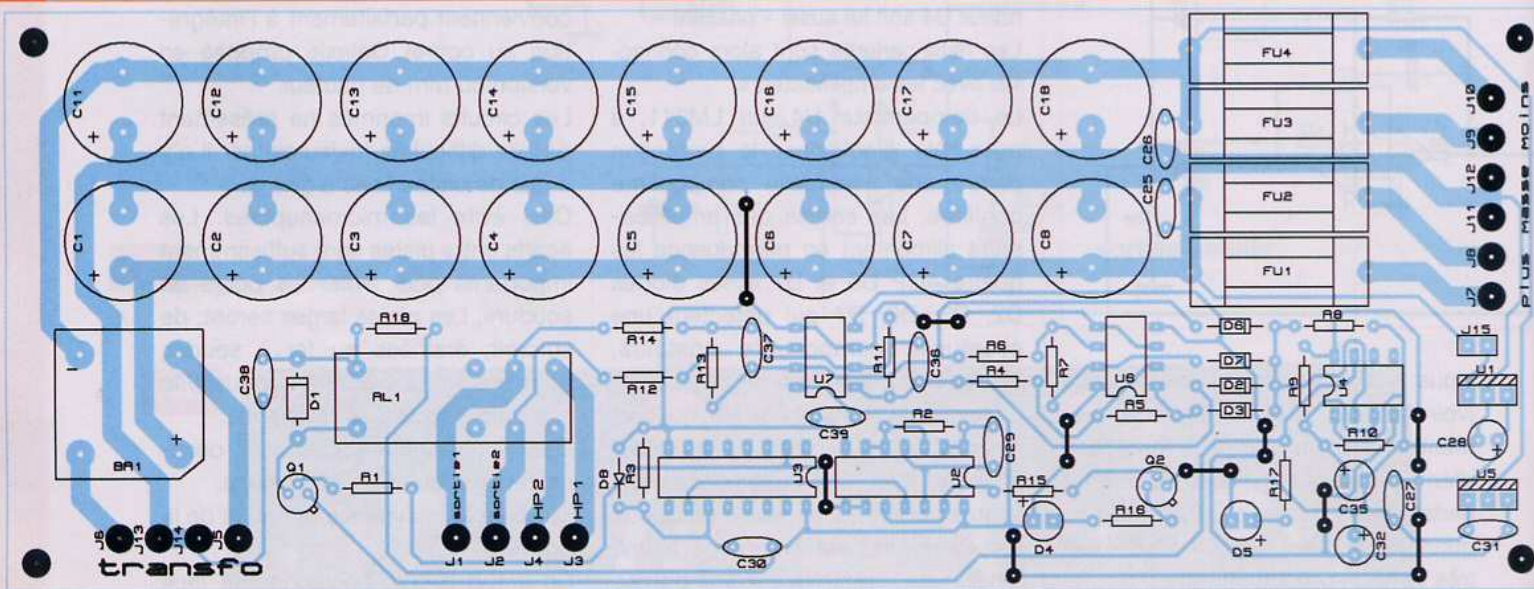 C11 C12 C13 C14 C15 C16 C17 C18
+ + + + + + + +
FU4
FU3
C26
C25
FU2
FU1
J10
J9
J12
J11
J8
J7
plus masse moins
C1 C2 C3 C4 C5 C6 C7 C8
+ + + + + + + +
R18
R14
R13
C37
R12
U7
R11
C36
R6
R4
R7
U6
R5
D6
D7
D2
D3
R8
R9
U4
R10
J15
U1
C28
- BR1 +
C38
D1
RL1
C39
R2
C29
Q1
R1
sortie1
sortie2
HP2
HP1
D8
R3
U3
U2
R15
Q2
R17
C35
C27
U5
R16
D4
+
D5
+
C32
C31
C30
J6
J13
J14
J5
transfo
J1
J2
J4
J3